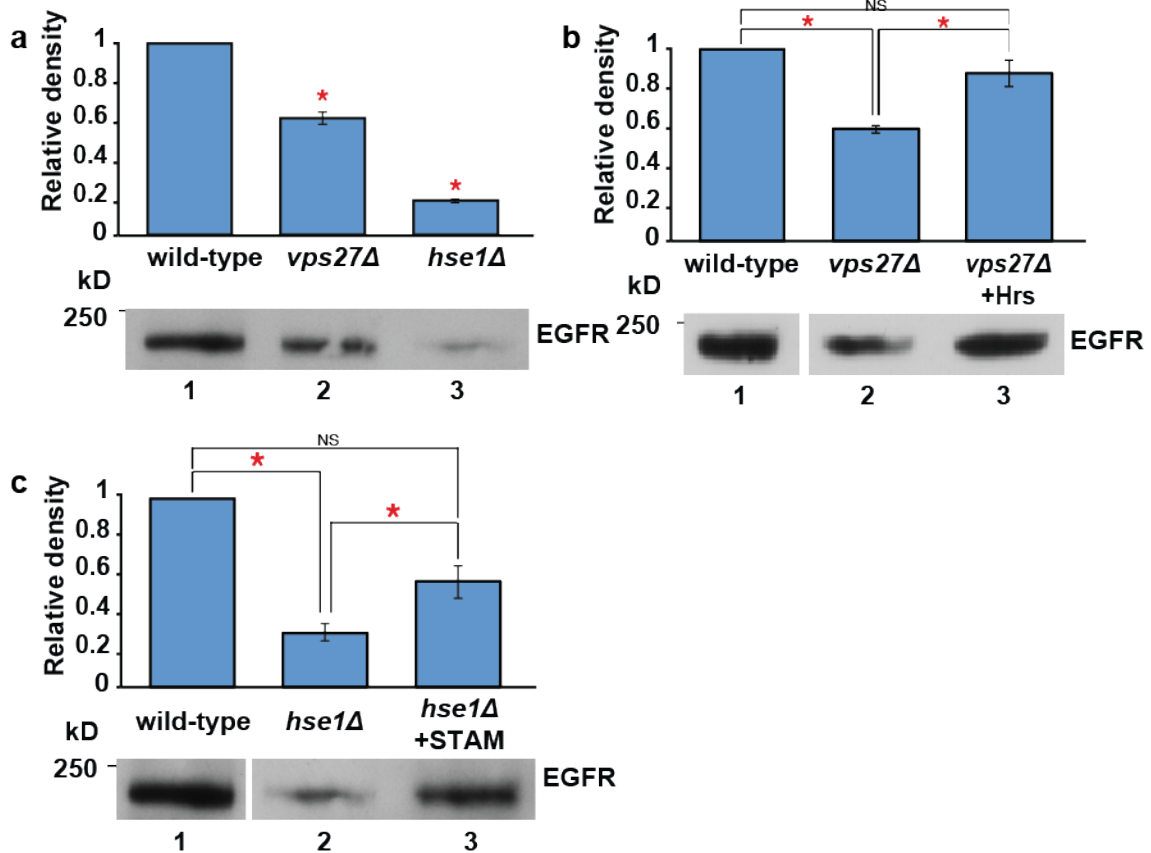 a
Relative density
1
0.8
0.6
0.4
0.2
0
*
*
wild-type vps27Δ hse1Δ
kD
250
EGFR
1 2 3
b
NS
* *
Relative density
1
0.8
0.6
0.4
0.2
0
wild-type vps27Δ vps27Δ
+Hrs
kD
250
EGFR
1 2 3
c
NS
*
*
Relative density
1
0.8
0.6
0.4
0.2
0
wild-type hse1Δ hse1Δ
+STAM
kD
250
EGFR
1 2 3